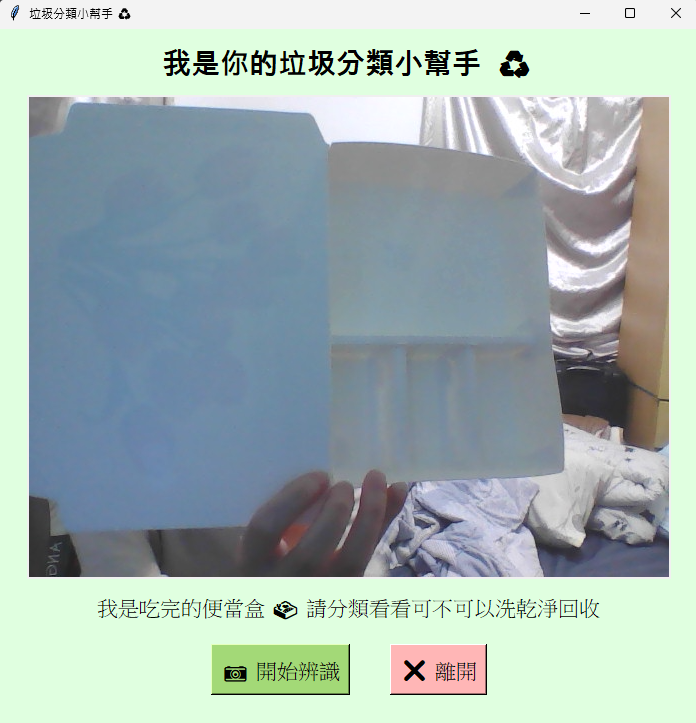 垃圾分類小幫手 ♻
我是你的垃圾分類小幫手 ♻
我是吃完的便當盒 🍱 請分類看看可不可以洗乾淨回收
📷 開始辨識
❌ 離開